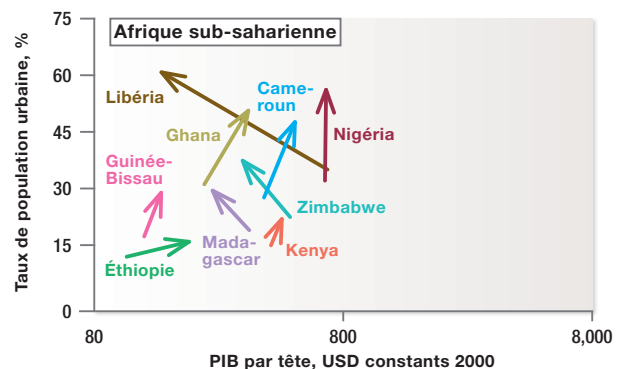 Afrique sub-saharienne
Taux de population urbaine, %
75
60
45
30
15
0
Libéria
Came-
roun
Ghana
Nigéria
Guinée-
Bissau
Zimbabwe
Mada-
gascar
Kenya
Éthiopie
80
800
8,000
PIB par tête, USD constants 2000